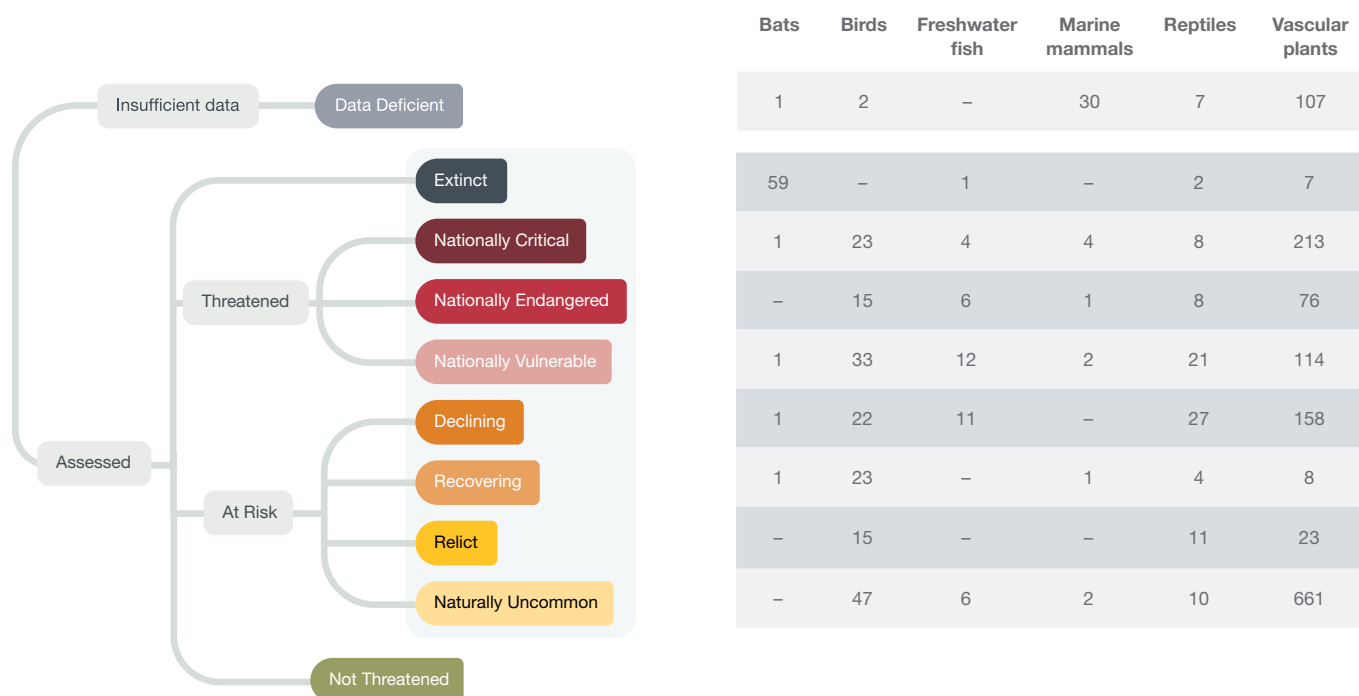 Bats Birds Freshwater fish Marine mammals Reptiles Vascular plants
Insufficient data Data Deficient 1 2 – 30 7 107
Extinct 59 – 1 – 2 7
Nationally Critical 1 23 4 4 8 213
Threatened Nationally Endangered – 15 6 1 8 76
Nationally Vulnerable 1 33 12 2 21 114
Declining 1 22 11 – 27 158
Assessed
Recovering 1 23 – 1 4 8
At Risk
Relict – 15 – – 11 23
Naturally Uncommon – 47 6 2 10 661
Not Threatened